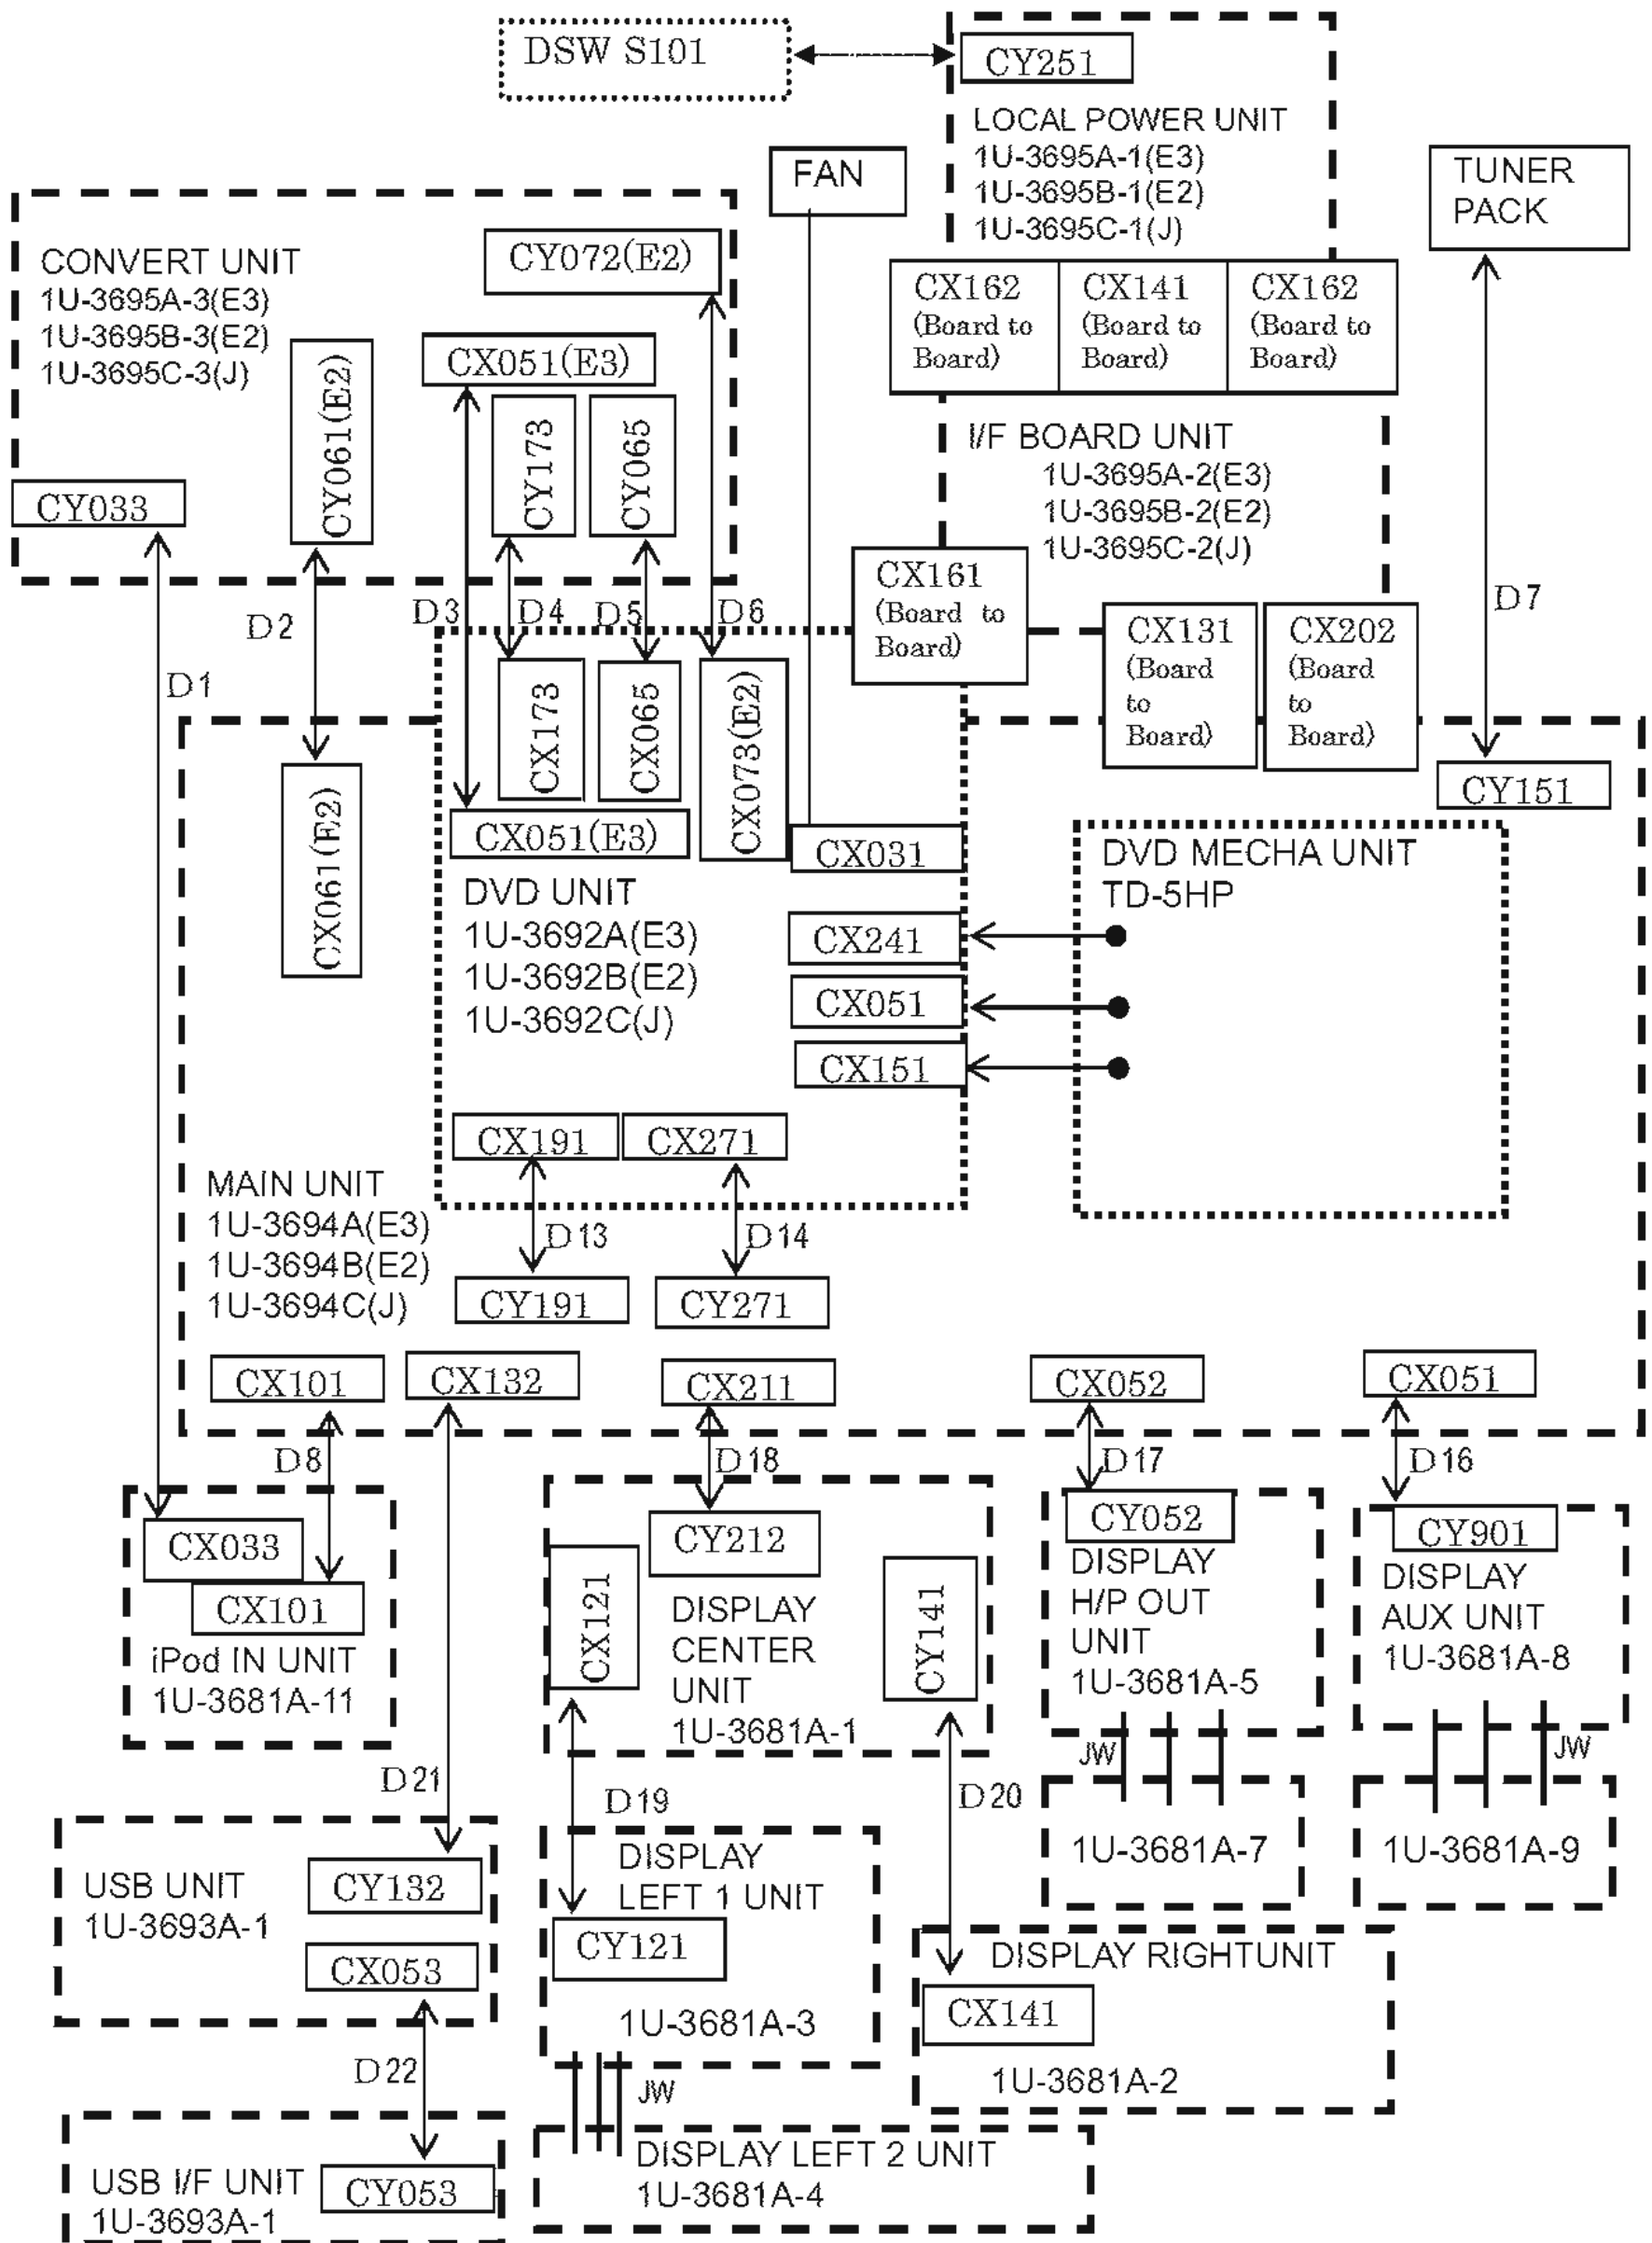 DSW S101
CY251
LOCAL POWER UNIT
1U-3695A-1(E3)
1U-3695B-1(E2)
1U-3695C-1(J)
FAN
TUNER
PACK
CONVERT UNIT
1U-3695A-3(E3)
1U-3695B-3(E2)
1U-3695C-3(J)
CY072(E2)
CX051(E3)
CY061(E2)
CY173
CY065
CY033
CX162
(Board to
Board)
CX141
(Board to
Board)
CX162
(Board to
Board)
I/F BOARD UNIT
1U-3695A-2(E3)
1U-3695B-2(E2)
1U-3695C-2(J)
CX161
(Board to
Board)
CX131
(Board
to
Board)
CX202
(Board
to
Board)
D1
D2
D3
D4
D5
D6
D7
CX173
CX065
CX073(E2)
CX061(E2)
CX051(E3)
CX031
CY151
DVD UNIT
1U-3692A(E3)
1U-3692B(E2)
1U-3692C(J)
CX241
CX051
CX151
DVD MECHA UNIT
TD-5HP
CX191
CX271
D13
D14
CY191
CY271
MAIN UNIT
1U-3694A(E3)
1U-3694B(E2)
1U-3694C(J)
CX101
CX132
CX211
CX052
CX051
D8
D18
D17
D16
CX033
CX101
iPod IN UNIT
1U-3681A-11
CX121
CY212
CY141
DISPLAY
CENTER
UNIT
1U-3681A-1
CY052
DISPLAY
H/P OUT
UNIT
1U-3681A-5
CY901
DISPLAY
AUX UNIT
1U-3681A-8
JW
JW
D21
D19
D20
1U-3681A-7
1U-3681A-9
USB UNIT
1U-3693A-1
CY132
CX053
DISPLAY
LEFT 1 UNIT
CY121
1U-3681A-3
DISPLAY RIGHTUNIT
CX141
1U-3681A-2
D22
JW
USB I/F UNIT
1U-3693A-1
CY053
DISPLAY LEFT 2 UNIT
1U-3681A-4